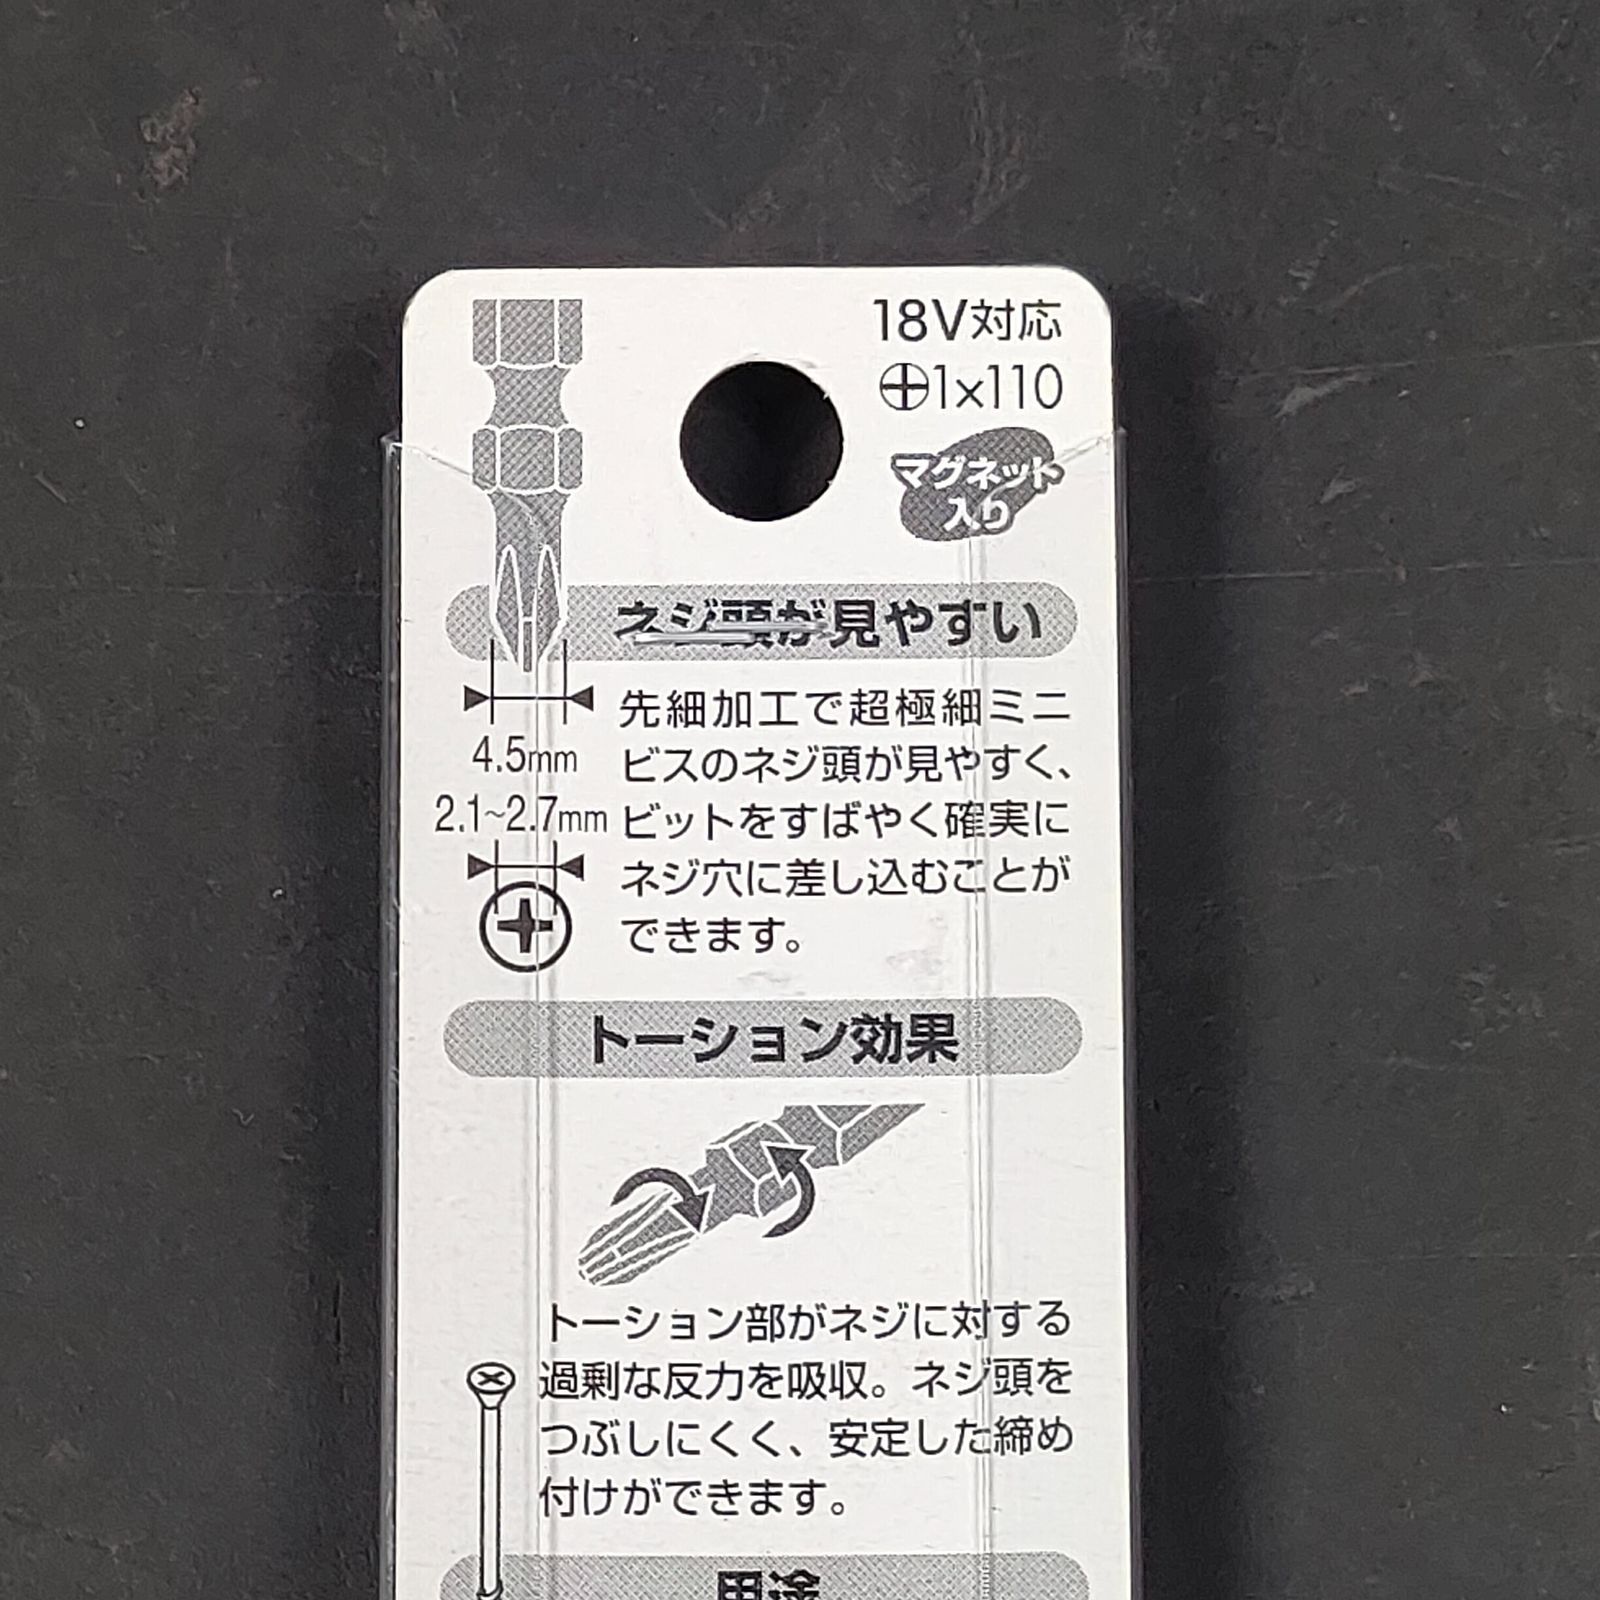 18V対応
⊕1×110
マグネット
入り
ネジ頭が見やすい
4.5mm
2.1~2.7mm
先細加工で超極細ミニ
ビスのネジ頭が見やすく、
ビットをすばやく確実に
ネジ穴に差し込むことが
できます。
トーション効果
トーション部がネジに対する
過剰な反力を吸収。ネジ頭を
つぶしにくく、安定した締め
付けができます。
用途